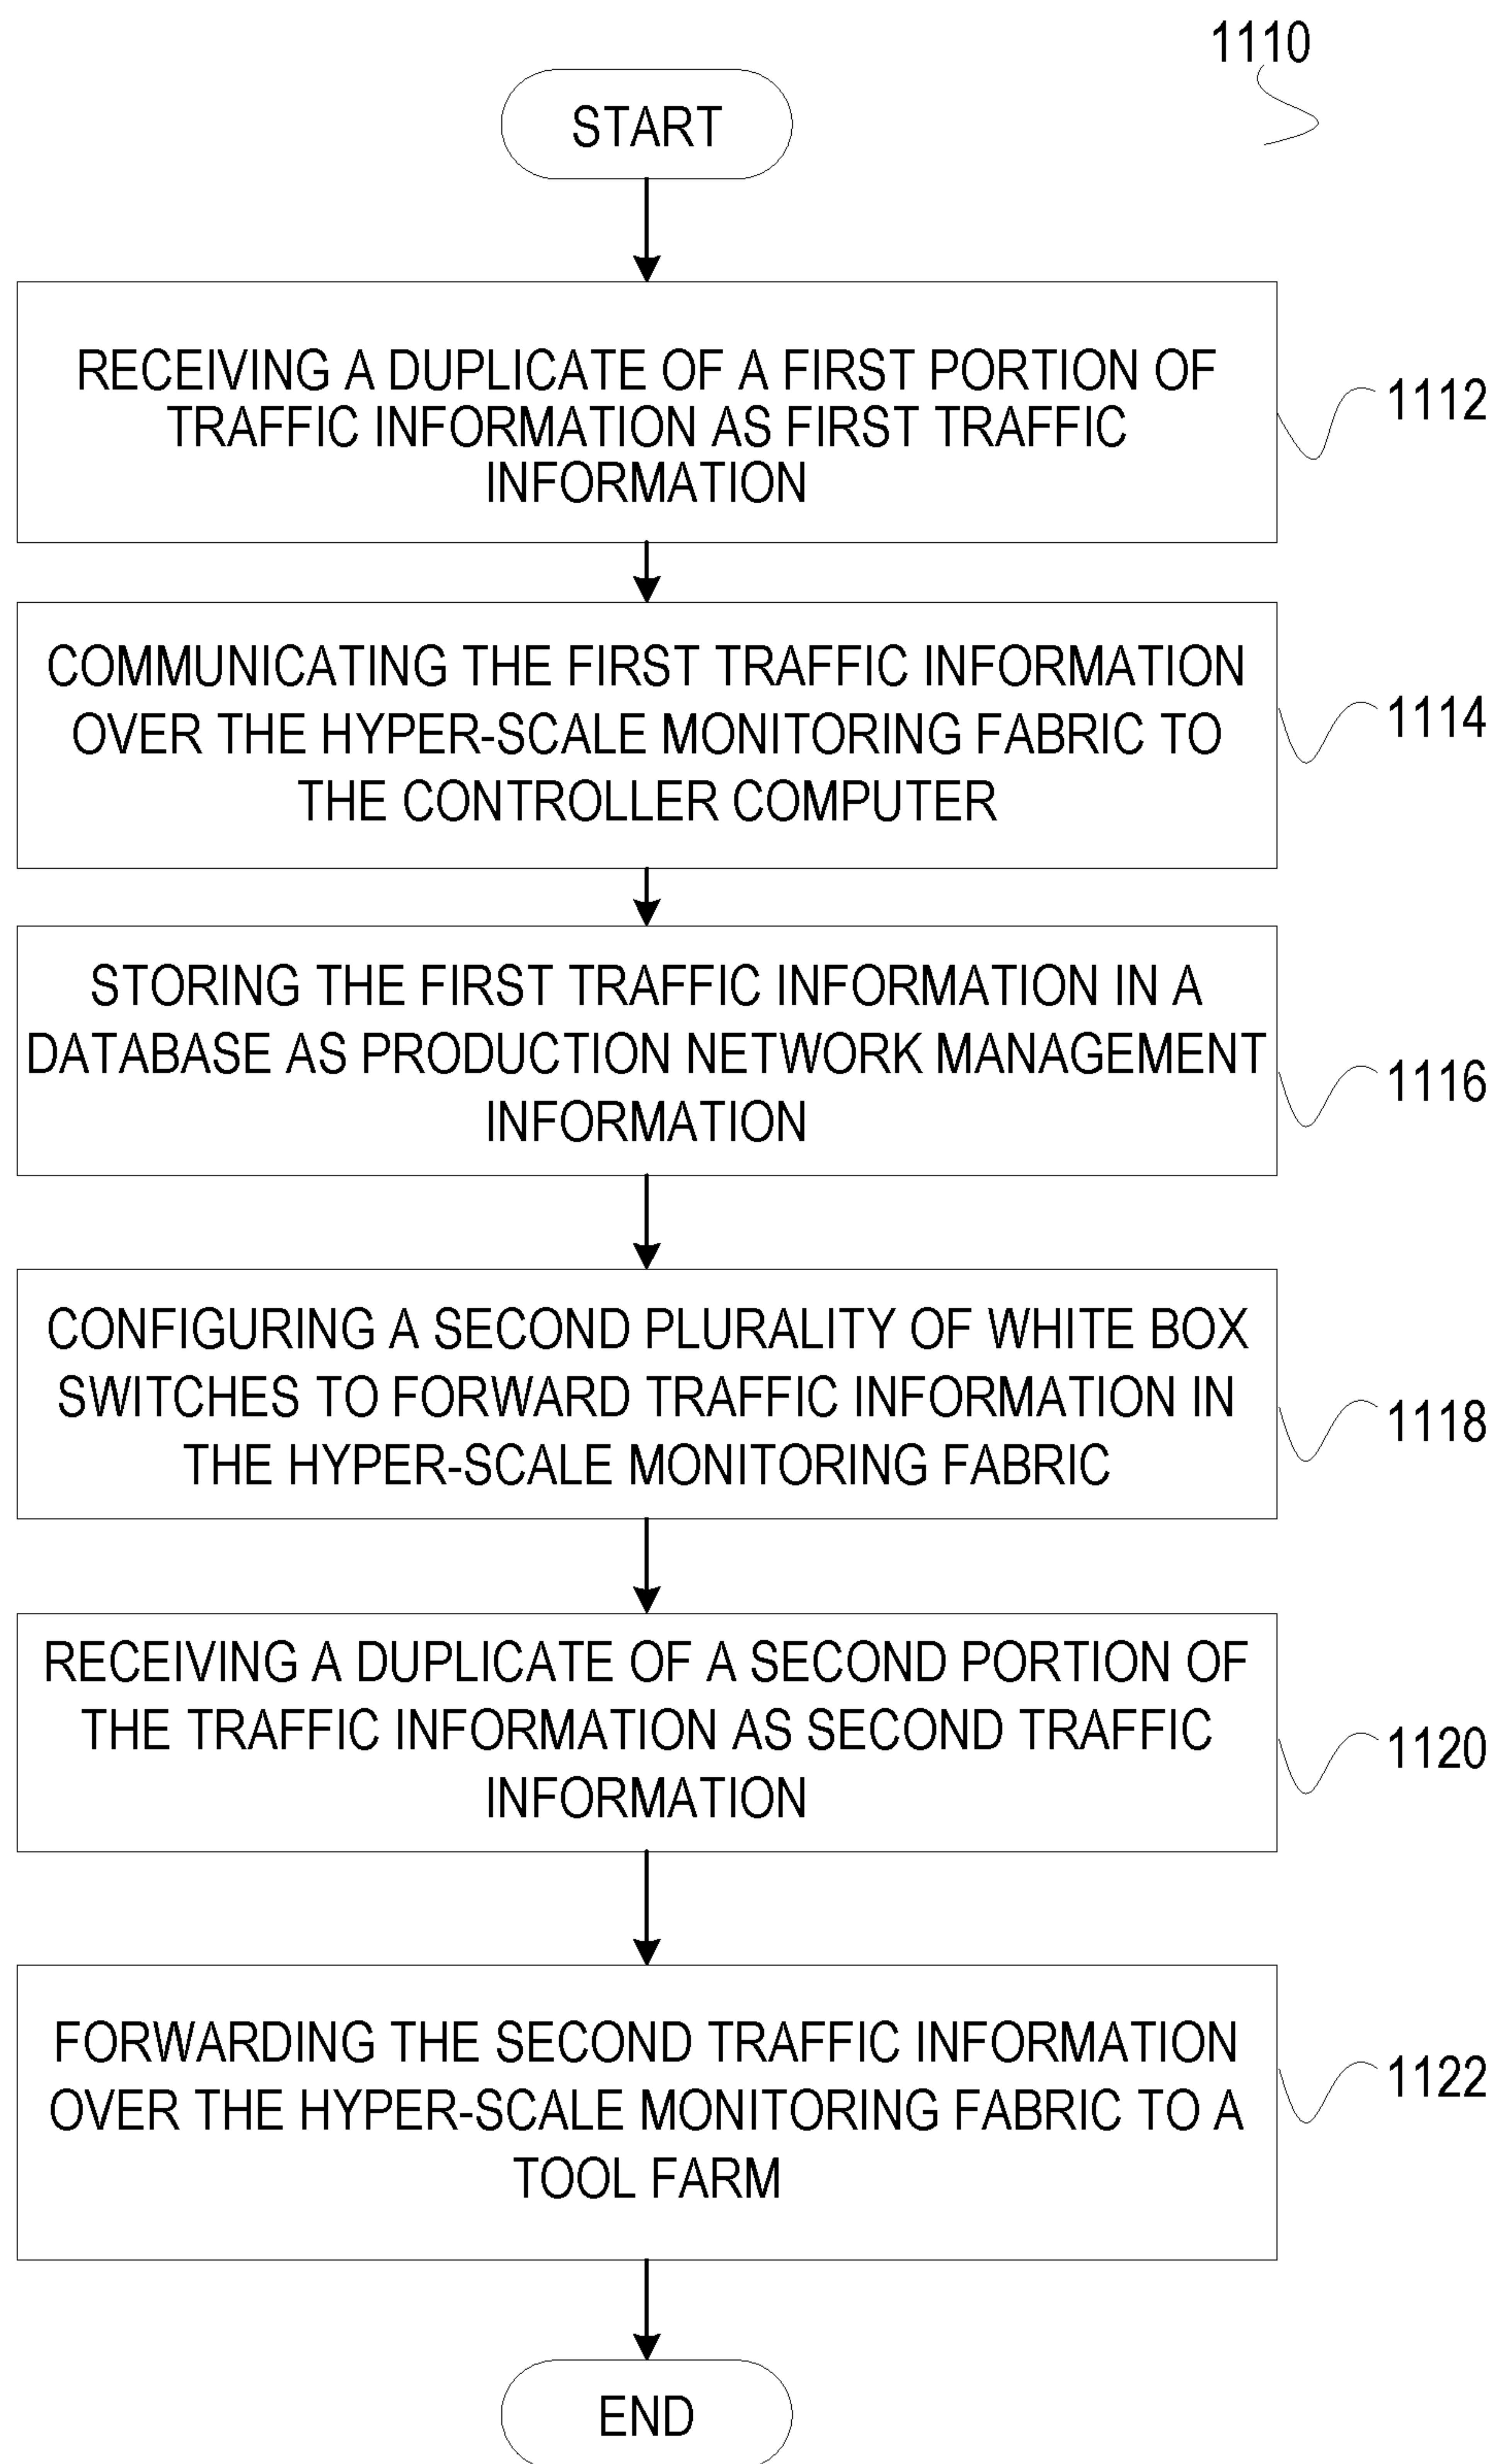 1110
START
RECEIVING A DUPLICATE OF A FIRST PORTION OF
TRAFFIC INFORMATION AS FIRST TRAFFIC
INFORMATION
1112
COMMUNICATING THE FIRST TRAFFIC INFORMATION
OVER THE HYPER-SCALE MONITORING FABRIC TO
THE CONTROLLER COMPUTER
1114
STORING THE FIRST TRAFFIC INFORMATION IN A
DATABASE AS PRODUCTION NETWORK MANAGEMENT
INFORMATION
1116
CONFIGURING A SECOND PLURALITY OF WHITE BOX
SWITCHES TO FORWARD TRAFFIC INFORMATION IN
THE HYPER-SCALE MONITORING FABRIC
1118
RECEIVING A DUPLICATE OF A SECOND PORTION OF
THE TRAFFIC INFORMATION AS SECOND TRAFFIC
INFORMATION
1120
FORWARDING THE SECOND TRAFFIC INFORMATION
OVER THE HYPER-SCALE MONITORING FABRIC TO A
TOOL FARM
1122
END